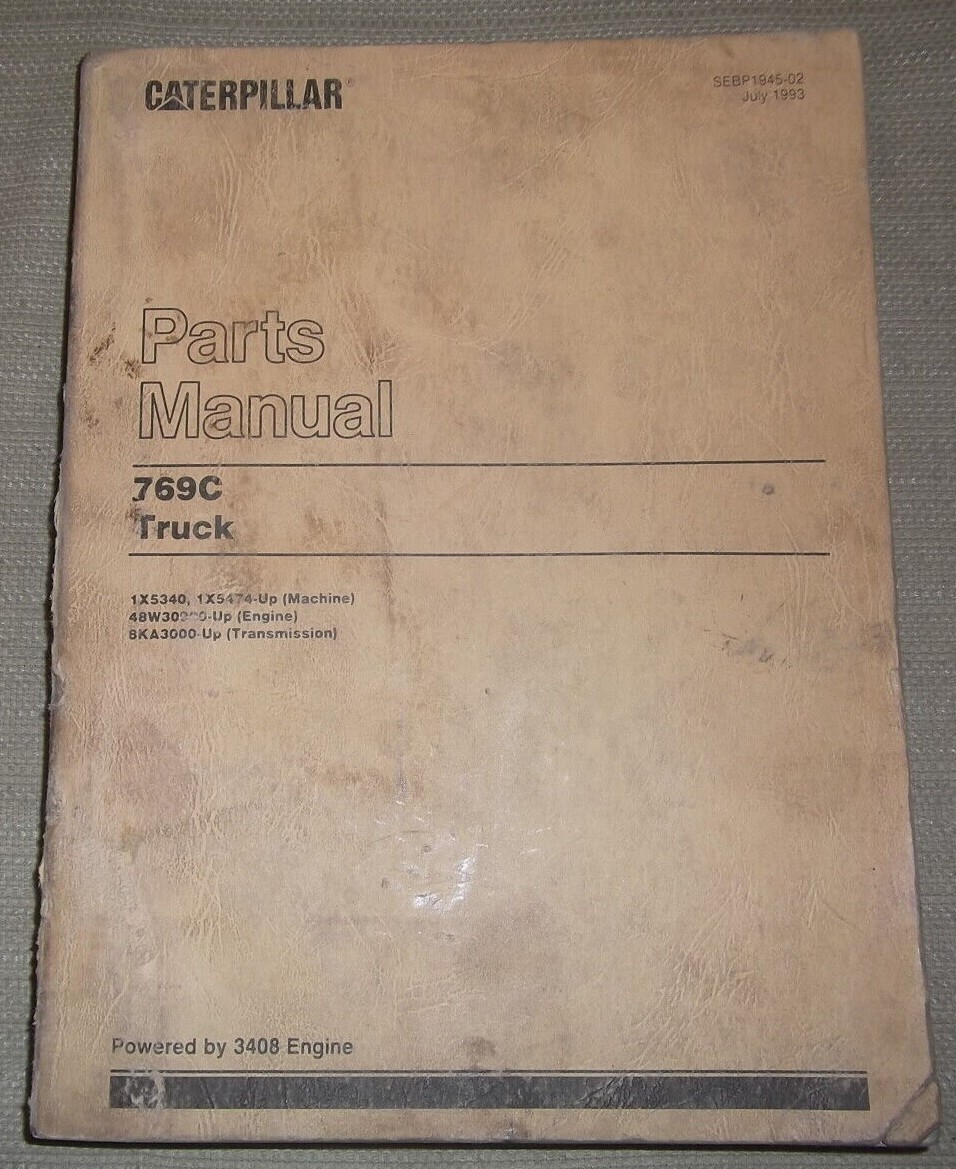 CATERPILLAR®
SEBP1945-02
July 1993
Parts
Manual
769C
Truck
1X5340, 1X5474-Up (Machine)
(Engine)
8KA3000-Up (Transmission)
Powered by 3408 Engine